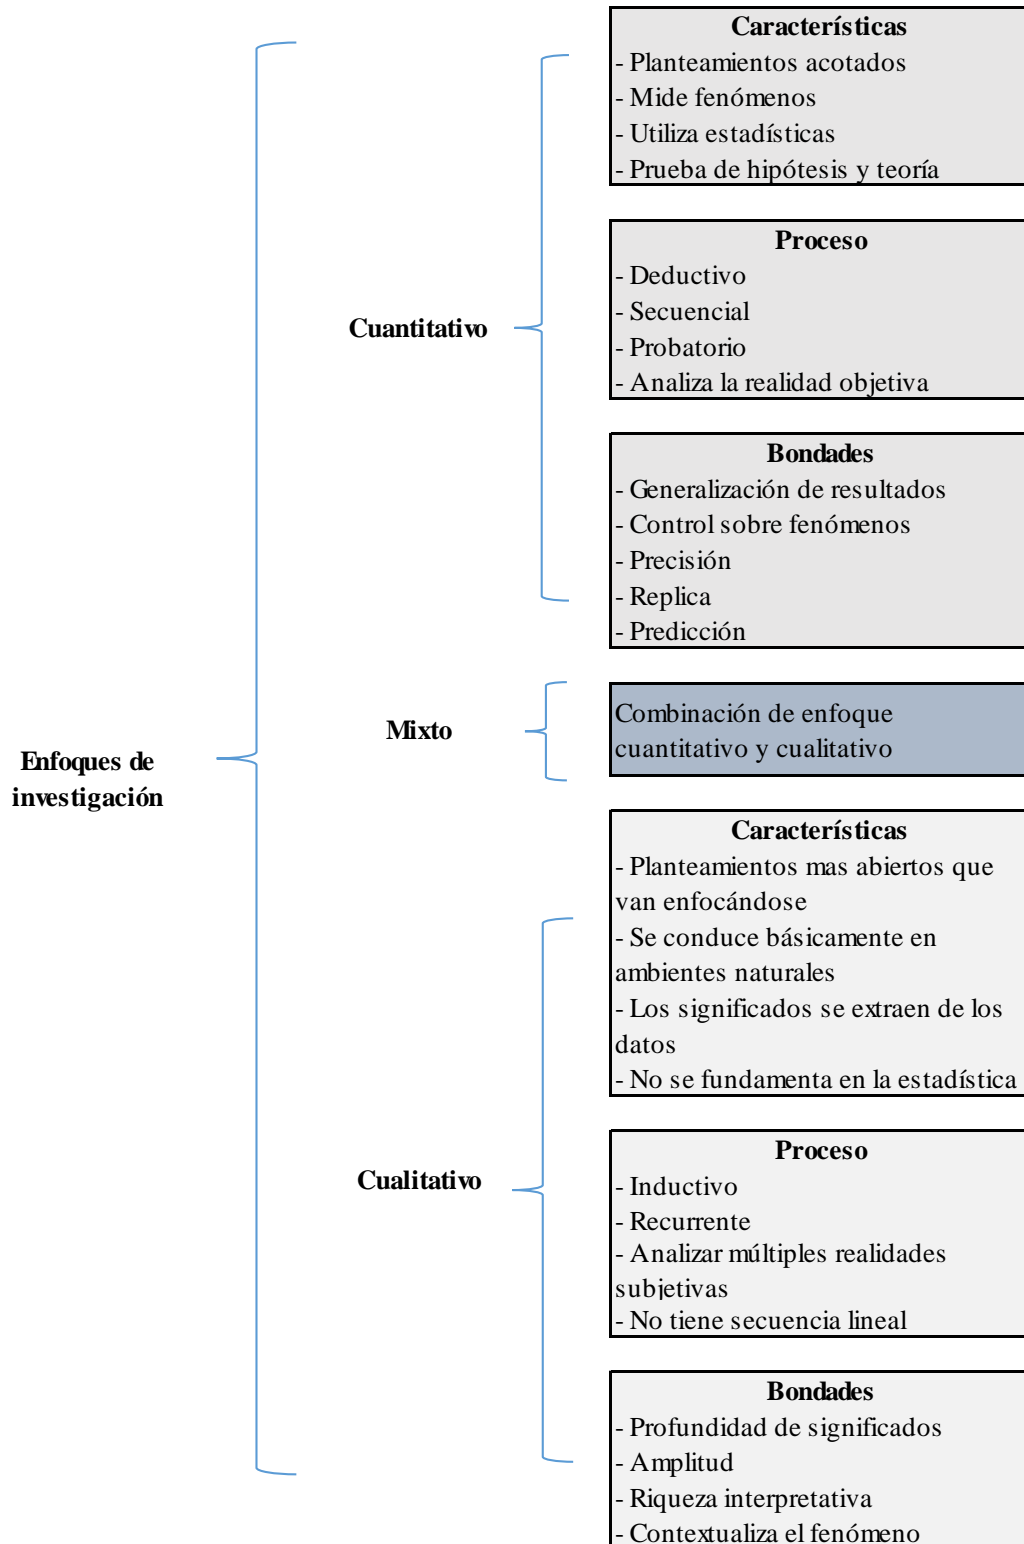 Enfoques de
investigación
Cuantitativo
Características
- Planteamientos acotados
- Mide fenómenos
- Utiliza estadísticas
- Prueba de hipótesis y teoría
Proceso
- Deductivo
- Secuencial
- Probatorio
- Analiza la realidad objetiva
Bondades
- Generalización de resultados
- Control sobre fenómenos
- Precisión
- Replica
- Predicción
Mixto
Combinación de enfoque
cuantitativo y cualitativo
Cualitativo
Características
- Planteamientos mas abiertos que
van enfocándose
- Se conduce básicamente en
ambientes naturales
- Los significados se extraen de los
datos
- No se fundamenta en la estadística
Proceso
- Inductivo
- Recurrente
- Analizar múltiples realidades
subjetivas
- No tiene secuencia lineal
Bondades
- Profundidad de significados
- Amplitud
- Riqueza interpretativa
- Contextualiza el fenómeno